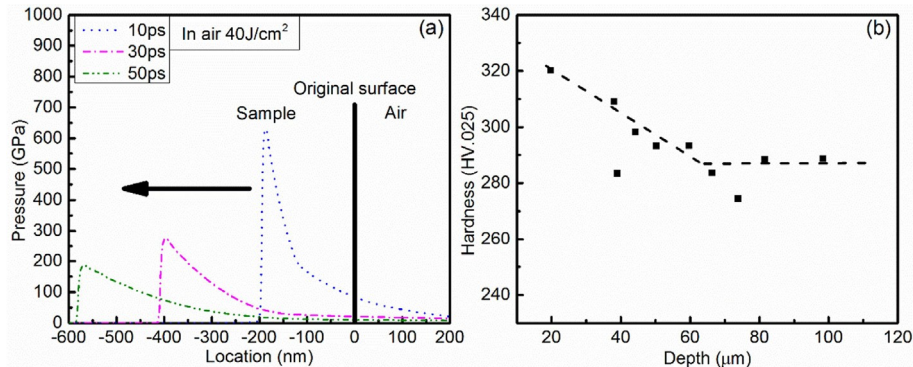 (a)
In air 40J/cm²
10ps
30ps
50ps
Original surface
Sample
Air
Pressure (GPa)
1000
900
800
700
600
500
400
300
200
100
0
-600 -500 -400 -300 -200 -100 0 100 200
Location (nm)
(b)
Hardness (HV.025)
320
300
280
260
240
20 40 60 80 100 120
Depth (μm)